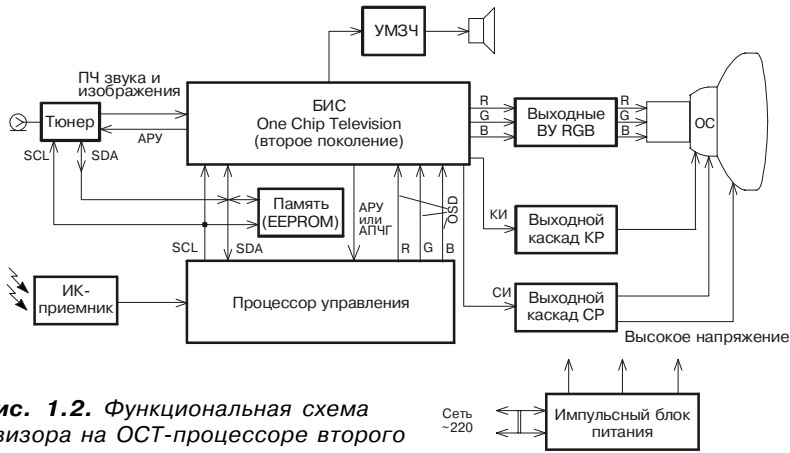 УМЗЧ
ПЧ звука и
изображения
Тюнер
АРУ
SCL
SDA
БИС
One Chip Television
(второе поколение)
R
G
B
Выходные
ВУ RGB
R
G
B
ОС
Память
(EEPROM)
SCL
SDA
АРУ
или
АПЧГ
R
G
B
OSD
КИ
Выходной
каскад КР
ИК-
приемник
Процессор управления
СИ
Выходной
каскад СР
Высокое напряжение
Сеть
~220
Импульсный блок
питания
ис. 1.2. Функциональная схема
визора на ОСТ-процессоре второго